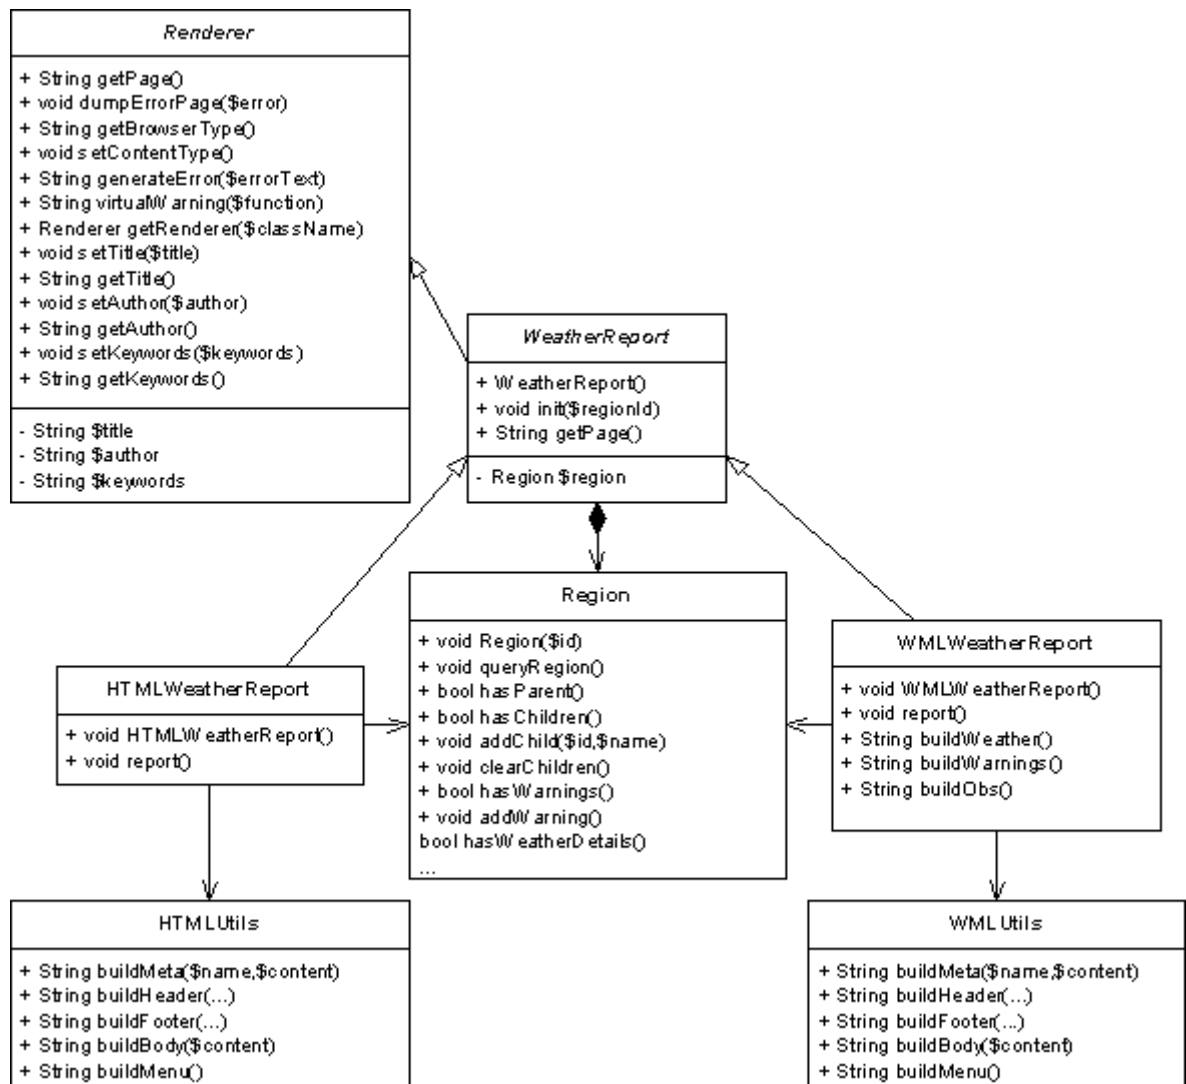 Renderer
+ String getPage()
+ void dumpErrorPage($error)
+ String getBrowserType()
+ void setContentType()
+ String generateError($errorText)
+ String virtualWarning($function)
+ Renderer getRenderer($className)
+ void setTitle($title)
+ String getTitle()
+ void setAuthor($author)
+ String getAuthor()
+ void setKeywords($keywords)
+ String getKeywords()
- String $title
- String $author
- String $keywords
WeatherReport
+ WeatherReport()
+ void init($regionId)
+ String getPage()
- Region $region
Region
+ void Region($id)
+ void queryRegion()
+ bool hasParent()
+ bool hasChildren()
+ void addChild($id,$name)
+ void clearChildren()
+ bool hasWarnings()
+ void addWarning()
bool hasWeatherDetails()
...
HTMLWeatherReport
+ void HTMLWeatherReport()
+ void report()
WMLWeatherReport
+ void WMLWeatherReport()
+ void report()
+ String buildWeather()
+ String buildWarnings()
+ String buildObs()
HTMLUtils
+ String buildMeta($name,$content)
+ String buildHeader(...)
+ String buildFooter(...)
+ String buildBody($content)
+ String buildMenu()
WMLUtils
+ String buildMeta($name,$content)
+ String buildHeader(...)
+ String buildFooter(...)
+ String buildBody($content)
+ String buildMenu()